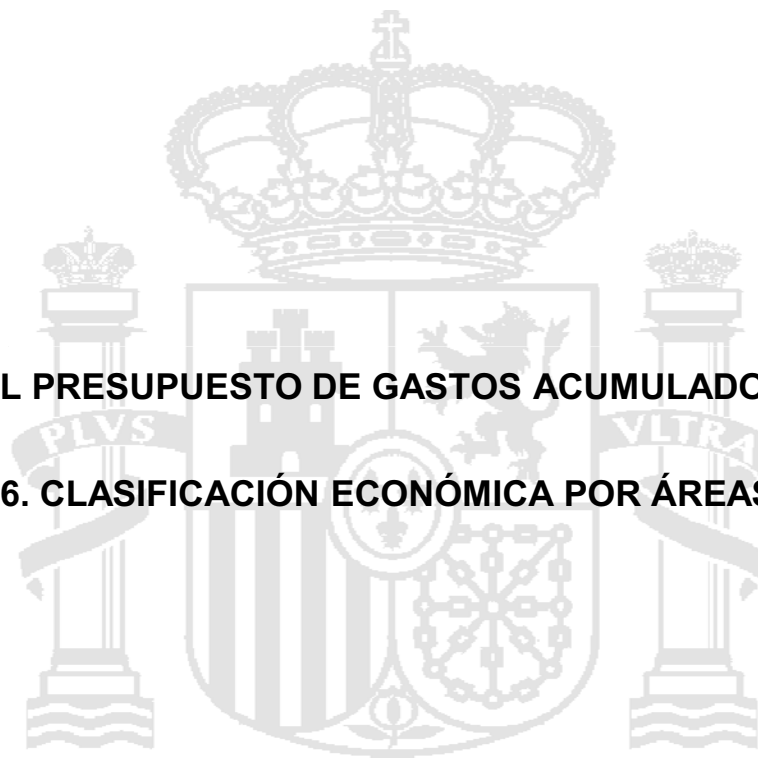 L PRESUPUESTO DE GASTOS ACUMULADO
PLVS
VLTRA
6. CLASIFICACIÓN ECONÓMICA POR ÁREAS